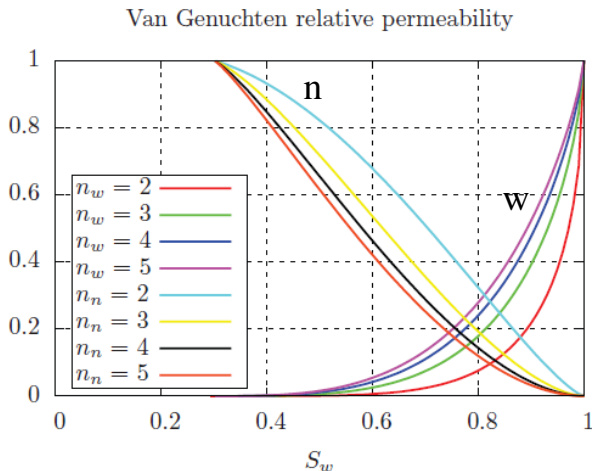 Van Genuchten relative permeability
n
w
1
0.8
0.6
0.4
0.2
0
n_w = 2
n_w = 3
n_w = 4
n_w = 5
n_n = 2
n_n = 3
n_n = 4
n_n = 5
0 0.2 0.4 0.6 0.8 1
S_w